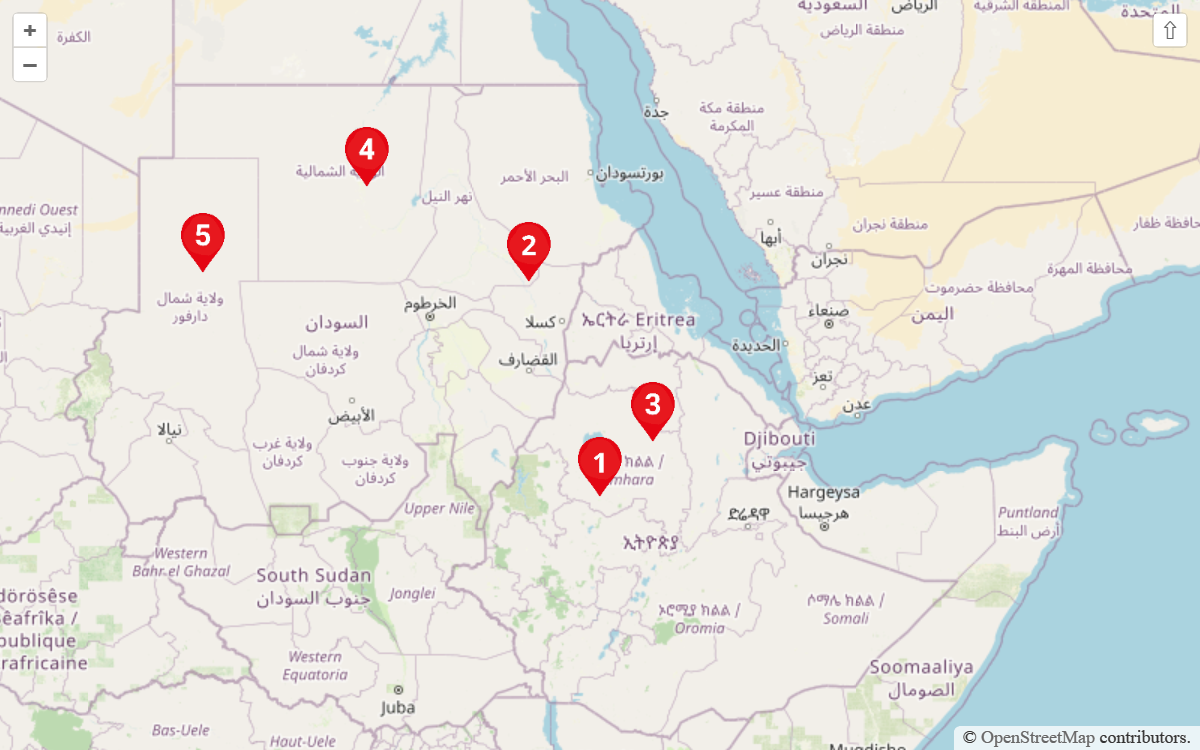 +
−
⇧
الكفرة
السعودية
الرياض
المنطقة الشرقية
المتحدة
منطقة الرياض
جدة
منطقة مكة
المكرمة
4
الشمالية
بورتسودان
البحر الأحمر
نهر النيل
منطقة عسير
أبها
منطقة نجران
نجران
محافظة ظفار
محافظة المهرة
محافظة حضرموت
nnedi Ouest
إنيدي الغربية
5
2
ولاية شمال
دارفور
الخرطوم
السودان
كسلا
ኤርትራ Eritrea
إرتريا
صنعاء
اليمن
الحديدة
ولاية شمال
كردفان
القضارف
تعز
عدن
3
الأبيض
نيالا
ولاية غرب
كردفان
ولاية جنوب
كردفان
1
ክልል /
mhara
Djibouti
جيبوتي
Hargeysa
هرجيسا
ድሬዳዋ
Puntland
أرض البنط
Upper Nile
ኢትዮጵያ
Western
Bahr el Ghazal
South Sudan
جنوب السودان
Jonglei
ኦሮሚያ ክልል /
Oromia
ሶማሌ ክልል /
Somali
dörösêse
êafrîka /
publique
rafricaine
Western
Equatoria
Juba
Soomaaliya
الصومال
Bas-Uele
Haut-Uele
Muqdisho
© OpenStreetMap contributors.